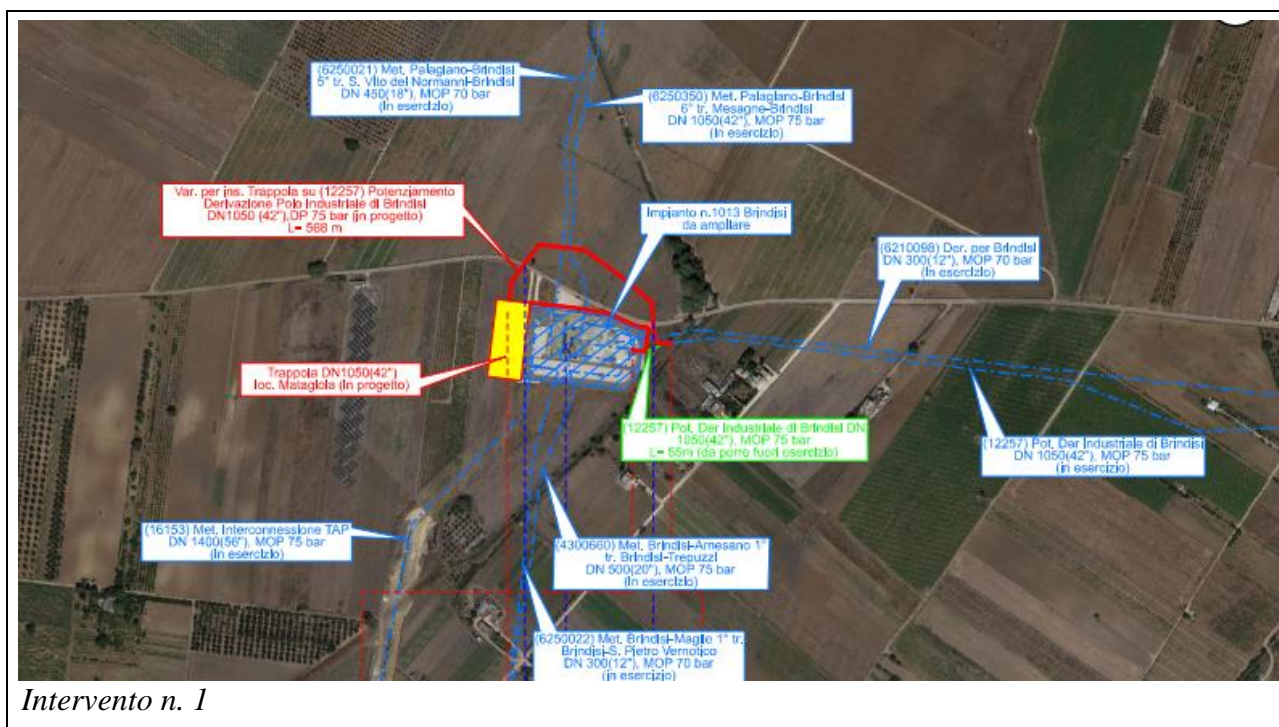 (6250021) Met. Palagiano-Brindisi
5° tr. S. Vito dei Normanni-Brindisi
DN 450(18"), MOP 70 bar
(in esercizio)
(6250350) Met. Palagiano-Brindisi
6° tr. Mesagne-Brindisi
DN 1050(42"), MOP 75 bar
(in esercizio)
Var. per ins. Trappola su (12257) Potenziamento
Derivazione Polo Industriale di Brindisi
DN1050 (42"),DP 75 bar (in progetto)
L= 568 m
Impianto n.1013 Brindisi
da ampliare
(6210098) Der. per Brindisi
DN 300(12"), MOP 70 bar
(in esercizio)
Trappola DN1050(42")
loc. Matagiola (in progetto)
(12257) Pot. Der Industriale di Brindisi DN
1050(42"), MOP 75 bar
L= 55m (da porre fuori esercizio)
(12257) Pot. Der Industriale di Brindisi
DN 1050(42"), MOP 75 bar
(in esercizio)
(16153) Met. Interconnessione TAP
DN 1400(56"), MOP 75 bar
(in esercizio)
(4300660) Met. Brindisi-Arnesano 1°
tr. Brindisi-Trepuzzi
DN 500(20"), MOP 75 bar
(in esercizio)
(6250022) Met. Brindisi-Maglie 1° tr.
Brindisi-S. Pietro Vernotico
DN 300(12"), MOP 70 bar
(in esercizio)
Intervento n. 1